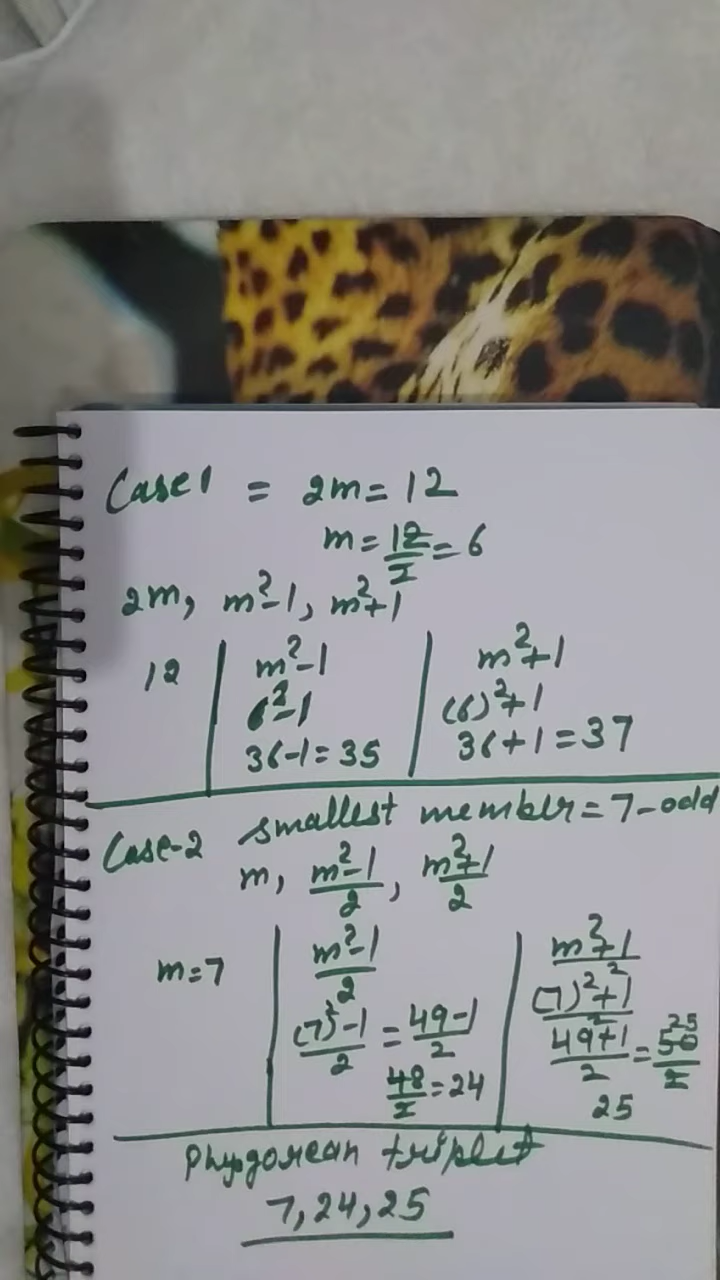 Case 1 = 2m = 12
m = 12/2 = 6
2m, m²-1, m²+1
12 | m²-1 | m²+1
6²-1 | (6)²+1
36-1 = 35 | 36+1 = 37
Case-2 smallest member = 7-odd
m, m²-1/2, m²+1/2
m=7 | m²-1/2 | m²+1/2
(7)²-1/2 = 49-1/2 | (7)²+1/2
48/2 = 24 | 49+1/2 = 50/2 25
25
Phygorean triplet
7, 24, 25